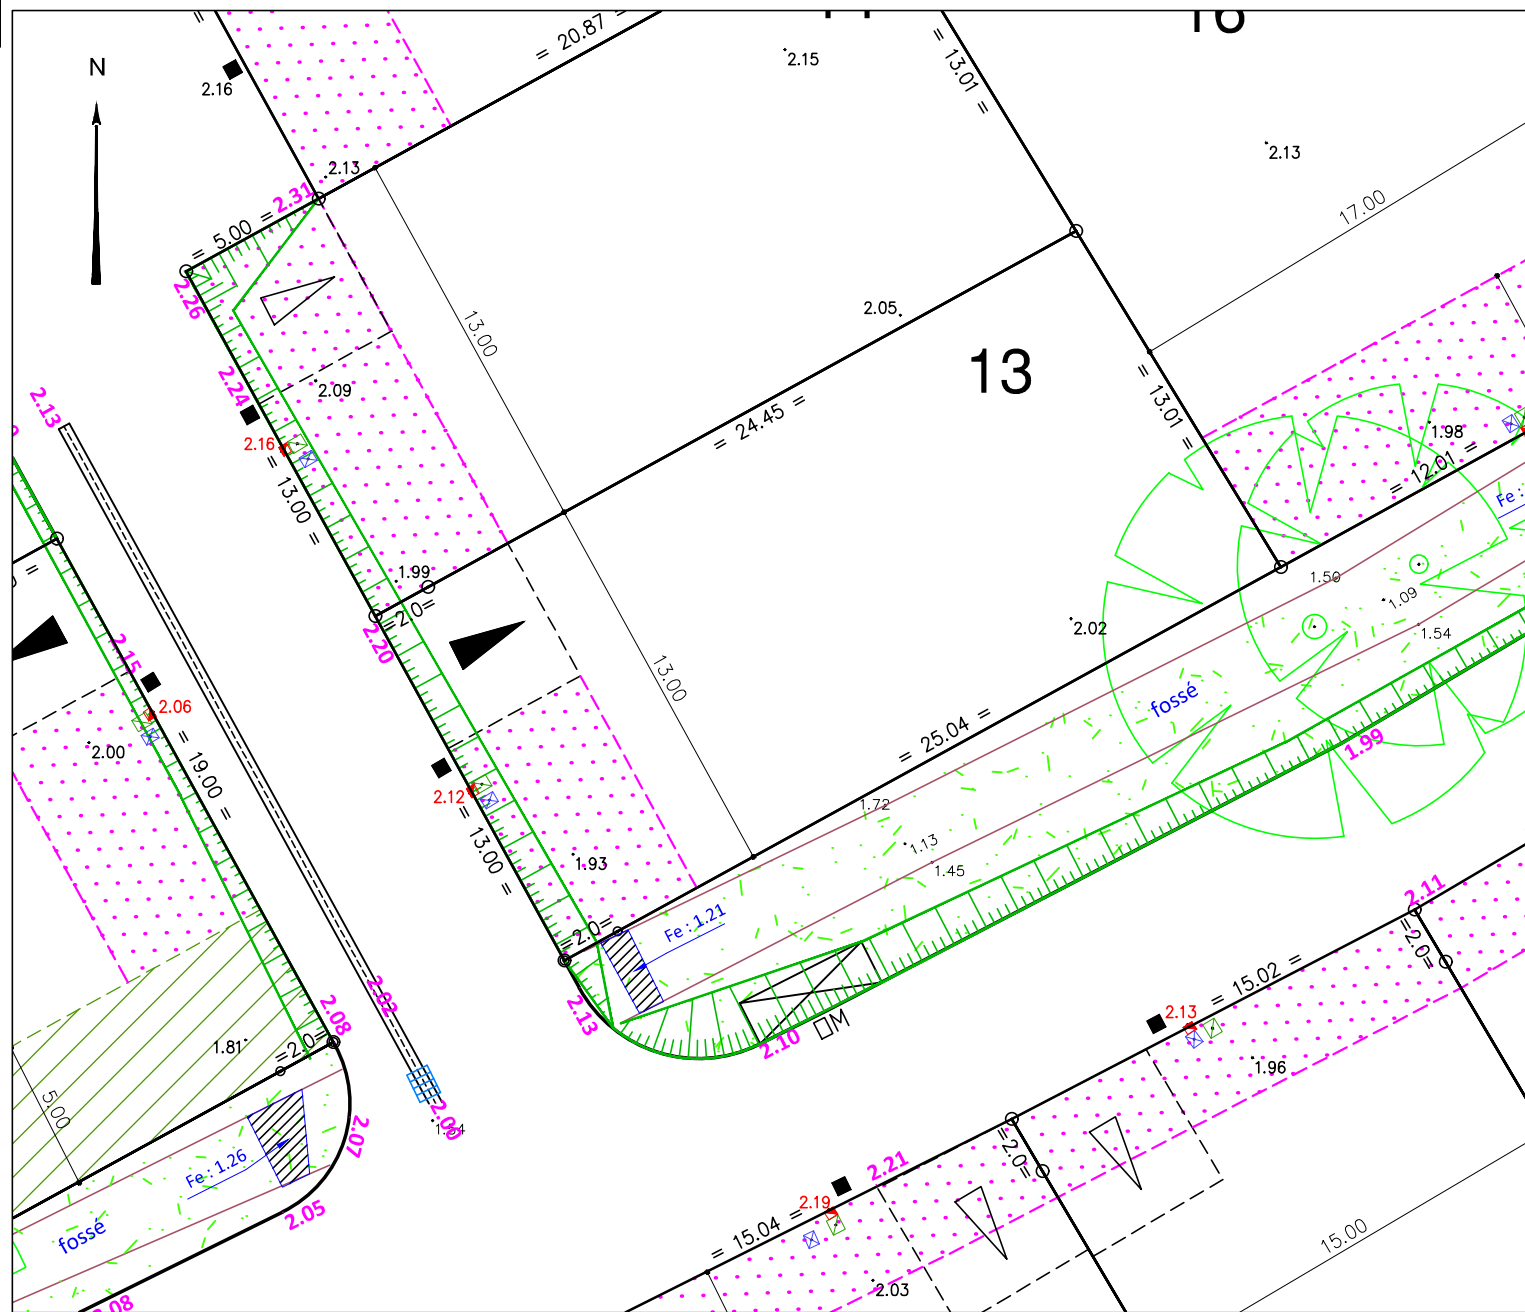 N
2.16
= 20.87 =
2.15
= 13.01 =
2.13
2.13
2.31
= 5.00 =
2.26
17.00
13.00
2.05
13
2.24
2.09
2.13
2.16
= 13.00 =
= 24.45 =
= 13.01 =
1.98
= 12.01 =
Fe :
1.99
=2.0=
2.20
1.50
1.09
1.54
2.02
2.15
2.06
2.00
= 19.00 =
13.00
fossé
= 25.04 =
1.99
2.12
= 13.00 =
1.93
1.72
1.13
1.45
Fe : 1.21
=2.0=
2.13
2.10
M
2.11
=2.0=
= 15.02 =
2.13
1.96
2.02
2.08
1.81
=2.0=
5.00
2.00
2.07
Fe : 1.26
2.05
fossé
=2.0=
2.21
2.19
= 15.04 =
2.03
15.00